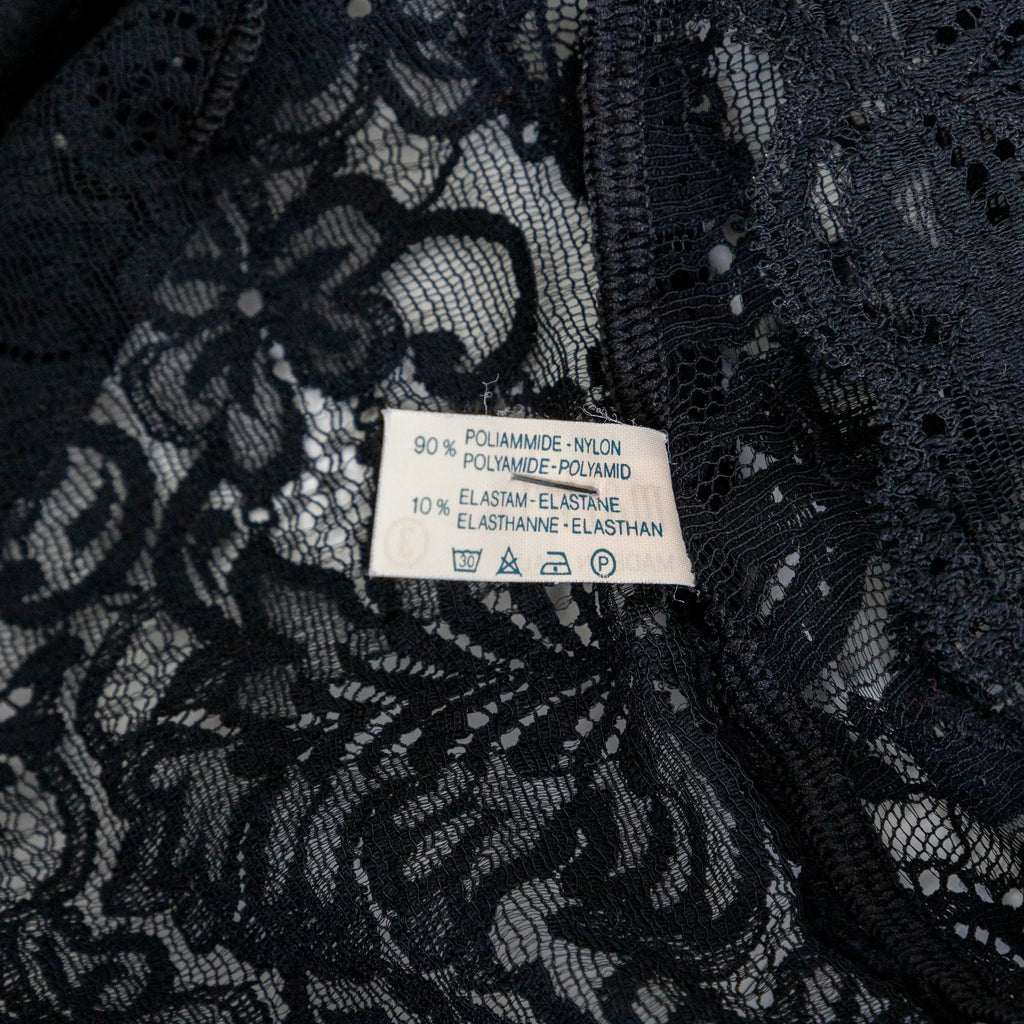 90% POLIAMMIDE - NYLON
POLYAMIDE - POLYAMID
10% ELASTAM - ELASTANE
ELASTHANNE - ELASTHAN
30 P